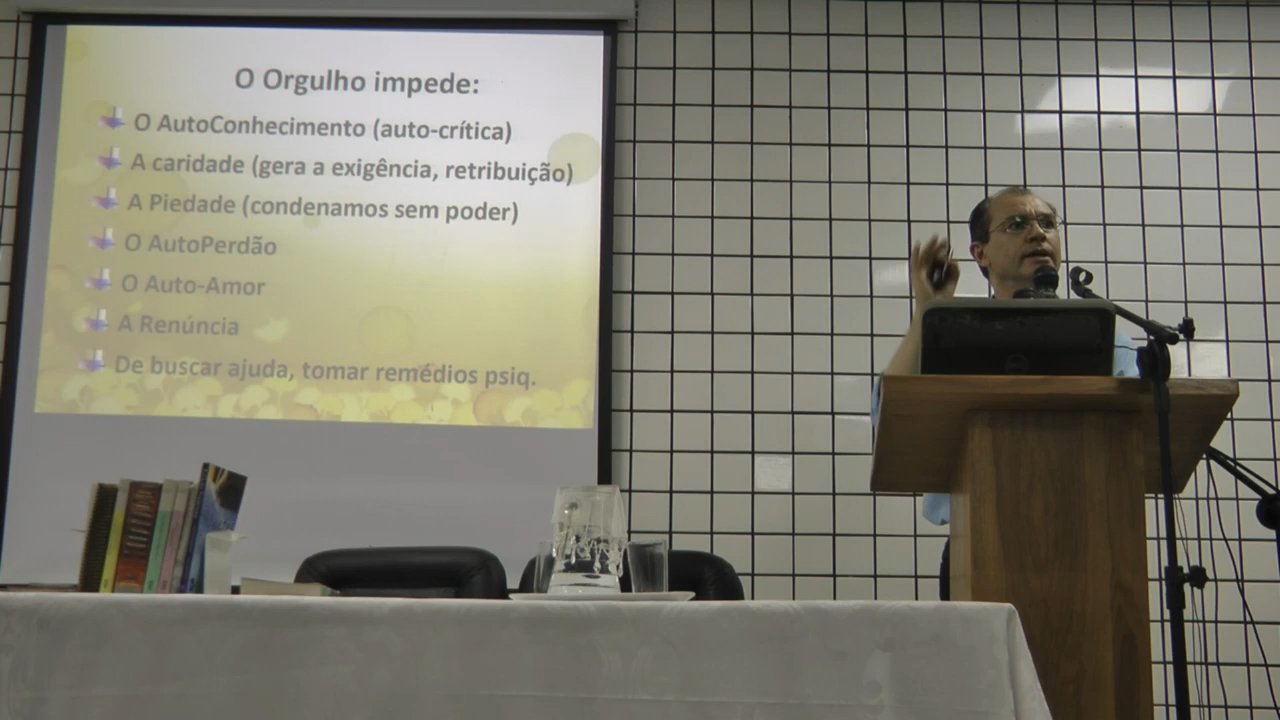 O Orgulho impede:
O AutoConhecimento (auto-crítica)
A caridade (gera a exigência, retribuição)
A Piedade (condenamos sem poder)
O AutoPerdão
O Auto-Amor
A Renúncia
De buscar ajuda, tomar remédios psiq.